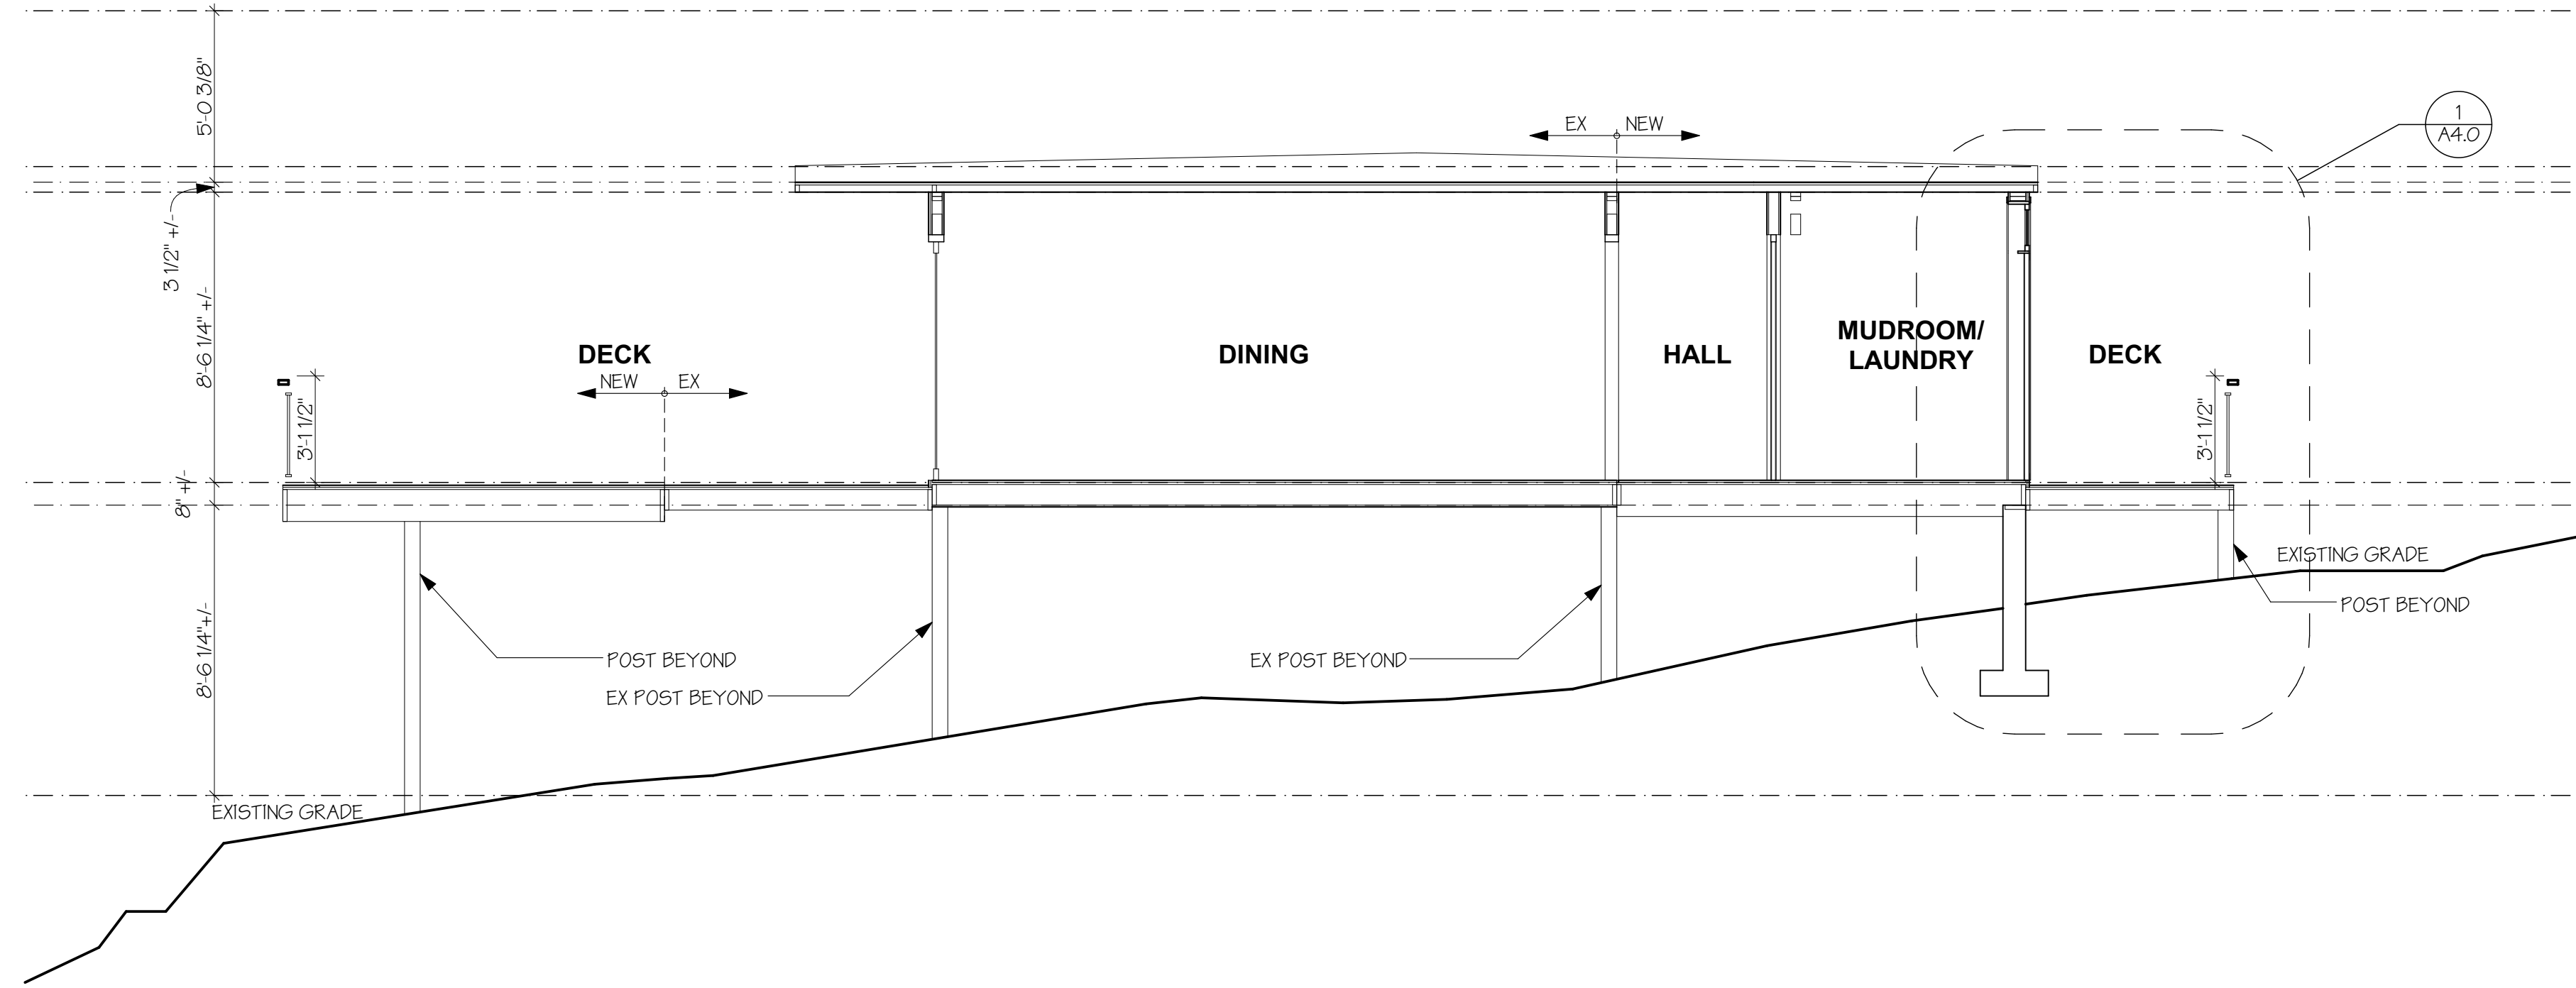 5'-0 3/8"
1
A4.0
EX
NEW
3 1/2" +/-
8'-6 1/4" +/-
DECK
DINING
HALL
MUDROOM/
LAUNDRY
DECK
NEW
EX
3'-1 1/2"
3'-1 1/2"
8" +/-
EXISTING GRADE
POST BEYOND
8'-6 1/4"+/-
POST BEYOND
EX POST BEYOND
EX POST BEYOND
EXISTING GRADE